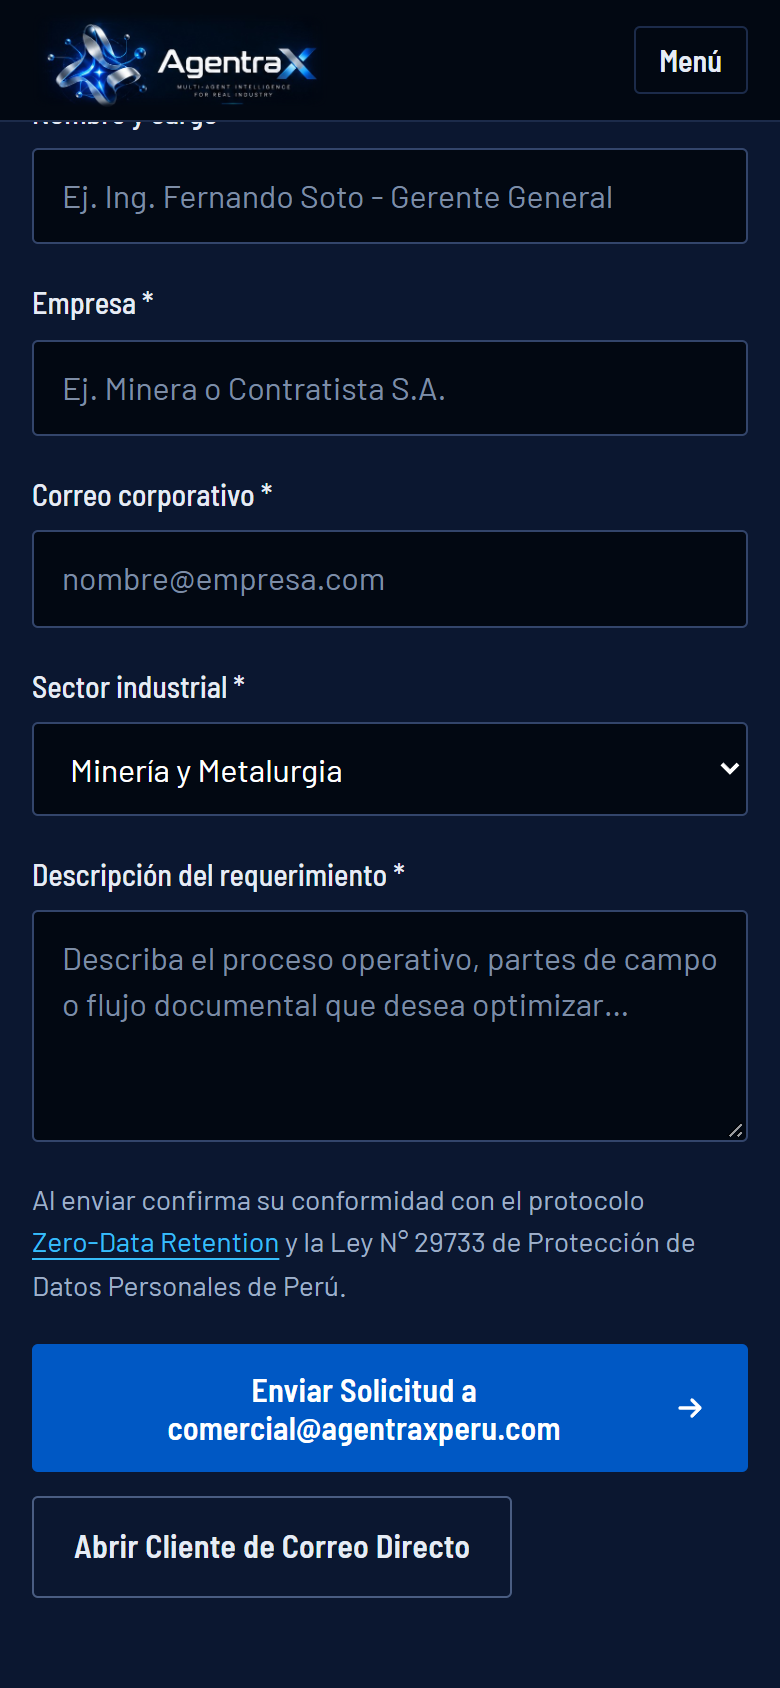 AgentraX
MULTI-AGENT INTELLIGENCE
FOR REAL INDUSTRY
Menú
Nombre y cargo
Ej. Ing. Fernando Soto - Gerente General
Empresa *
Ej. Minera o Contratista S.A.
Correo corporativo *
nombre@empresa.com
Sector industrial *
Minería y Metalurgia
Descripción del requerimiento *
Describa el proceso operativo, partes de campo
o flujo documental que desea optimizar...
Al enviar confirma su conformidad con el protocolo
Zero-Data Retention y la Ley N° 29733 de Protección de
Datos Personales de Perú.
Enviar Solicitud a
comercial@agentraxperu.com
Abrir Cliente de Correo Directo